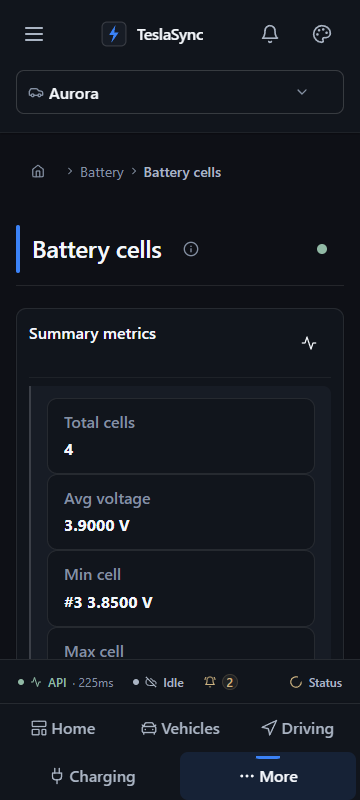 TeslaSync
Aurora
Battery
Battery cells
Battery cells
Summary metrics
Total cells
4
Avg voltage
3.9000 V
Min cell
#3 3.8500 V
Max cell
API · 225ms
Idle
2
Status
Home
Vehicles
Driving
Charging
More